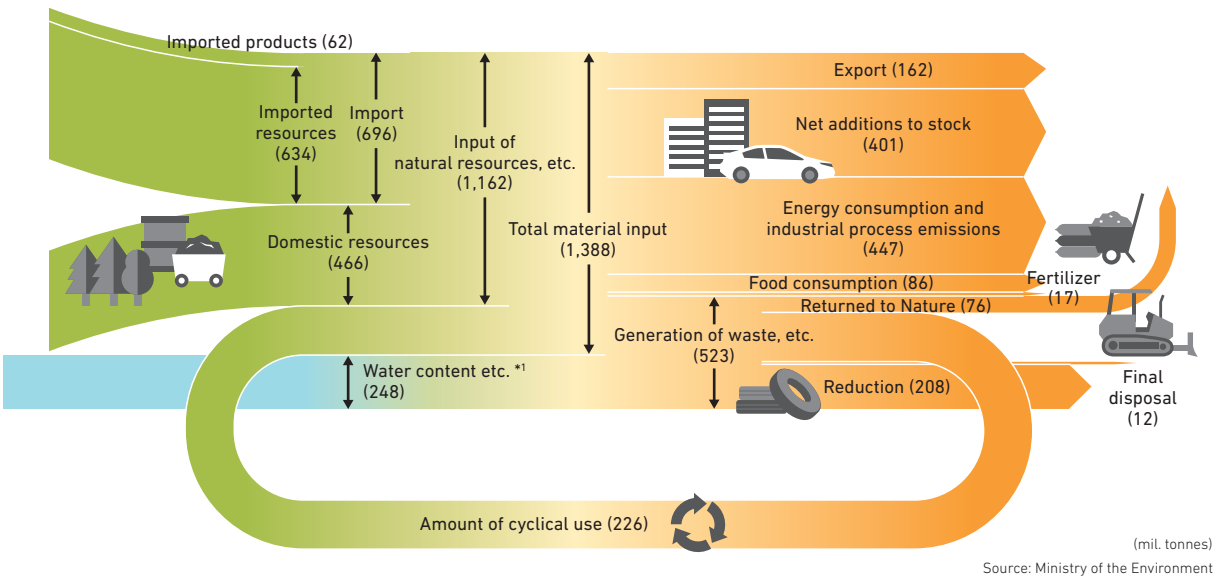 Imported products (62)
Imported
resources
(634)
Import
(696)
Input of
natural resources, etc.
(1,162)
Domestic resources
(466)
Total material input
(1,388)
Water content etc. *1
(248)
Export (162)
Net additions to stock
(401)
Energy consumption and
industrial process emissions
(447)
Food consumption (86)
Fertilizer
(17)
Returned to Nature (76)
Generation of waste, etc.
(523)
Reduction (208)
Final
disposal
(12)
Amount of cyclical use (226)
(mil. tonnes)
Source: Ministry of the Environment